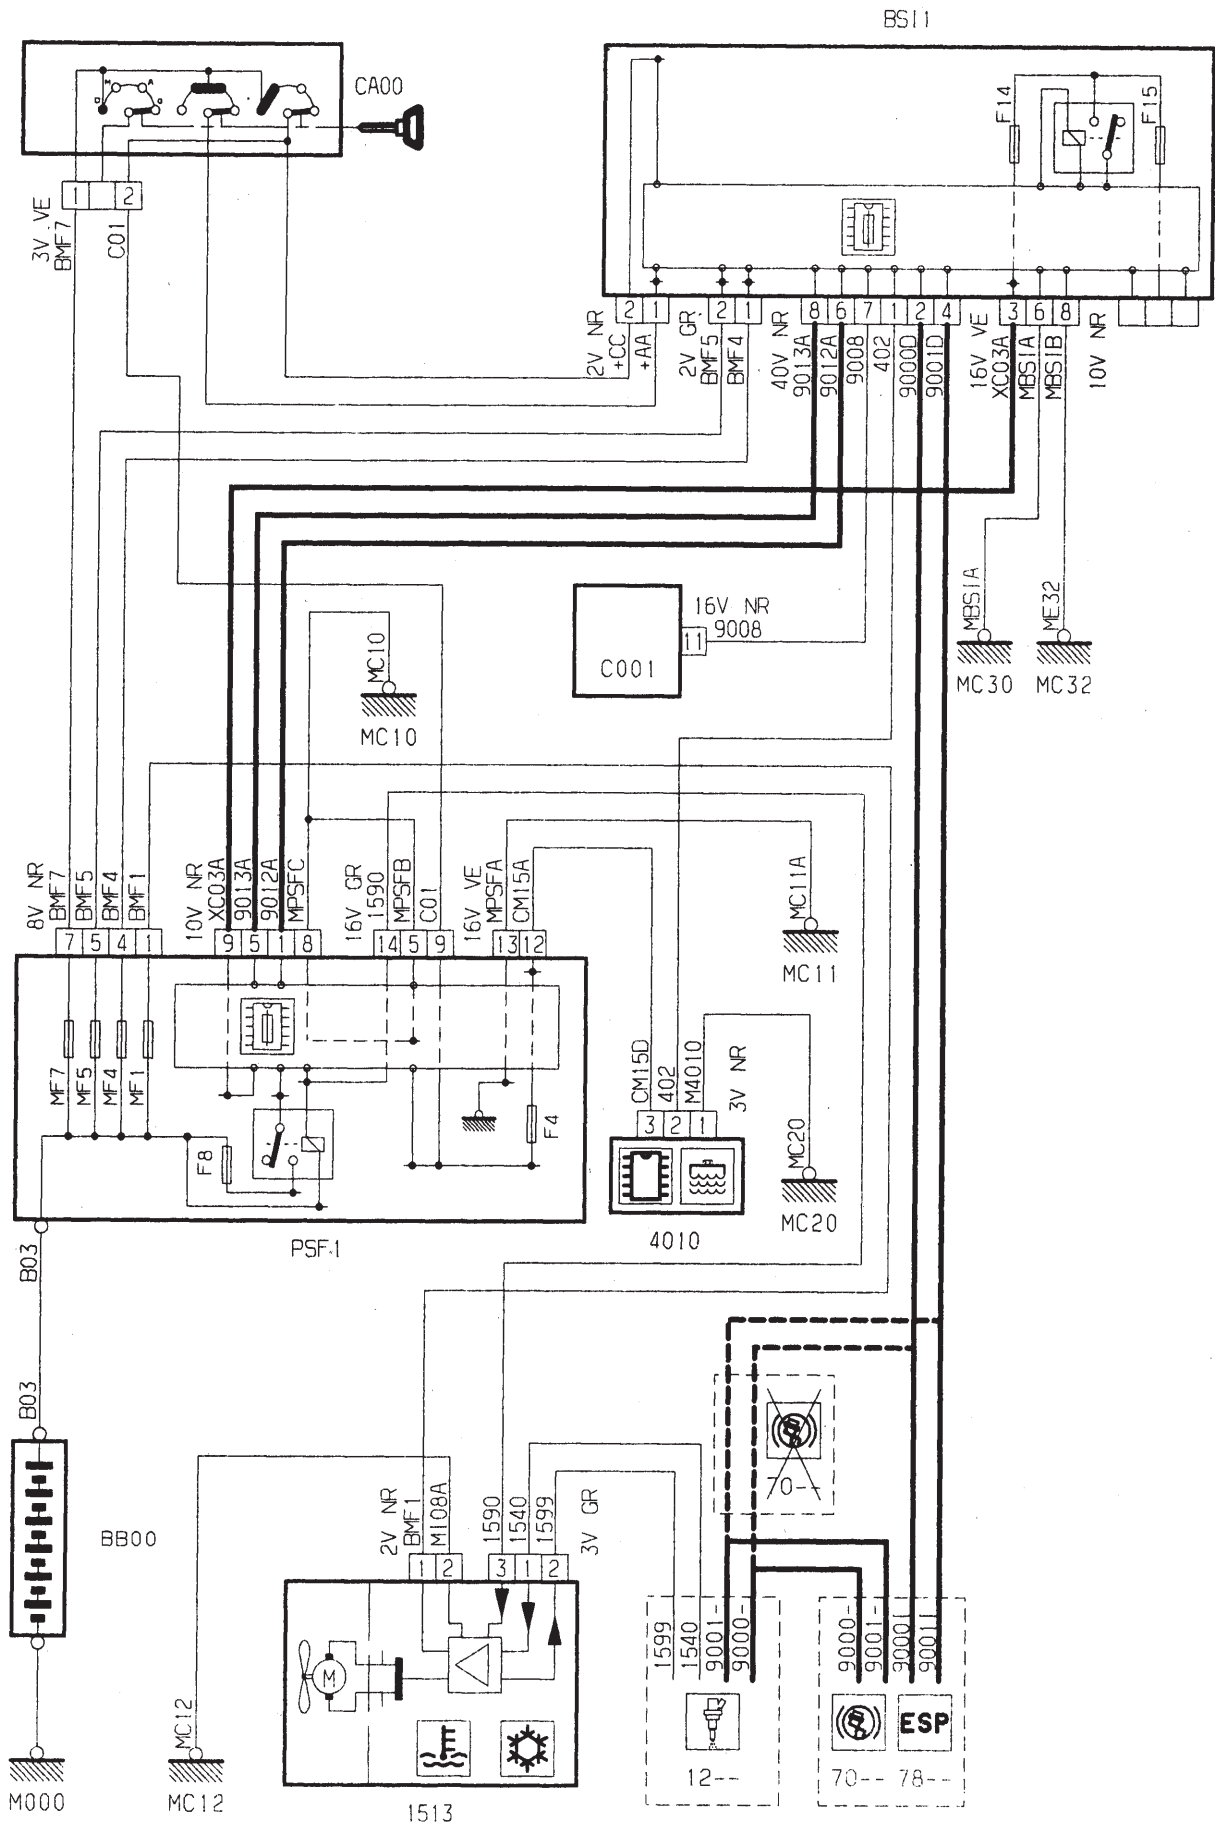 BSI1
CA00
M
A
D
D
1
2
3V VE
BMF7
C01
F14
F15
2
1
2
1
8
6
7
1
2
4
3
6
8
2V NR
+CC
+AA
2V GR
BMF5
BMF4
40V NR
9013A
9012A
9008
402
9000D
9001D
16V VE
XC03A
MBS1A
MBS1B
10V NR
C001
11
16V NR
9008
MBS1A
ME32
MC30
MC32
MC10
MC10
8V NR
BMF7
BMF5
BMF4
BMF1
10V NR
XC03A
9013A
9012A
MPSFC
16V GR
1590
MPSFB
C01
16V VE
MPSFA
CM15A
MC11A
MC11
7
5
4
1
9
5
1
8
14
5
9
13
12
MF7
MF5
MF4
MF1
F8
F4
PSF1
CM15D
402
M4010
3V NR
3
2
1
4010
MC20
MC20
B03
B03
BB00
M000
MC12
MC12
2V NR
BMF1
M108A
1590
1540
1599
3V GR
1
2
3
1
2
M
1513
70--
1599
1540
9001-
9000-
12--
9000-
9001-
9000I
9001I
ESP
70--
78--